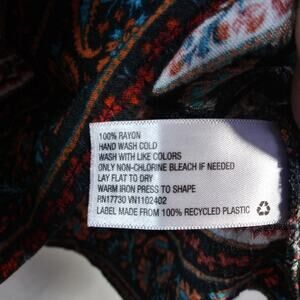 100% RAYON
HAND WASH COLD
WASH WITH LIKE COLORS
ONLY NON-CHLORINE BLEACH IF NEEDED
LAY FLAT TO DRY
WARM IRON PRESS TO SHAPE
RN17730 VN1102402
LABEL MADE FROM 100% RECYCLED PLASTIC